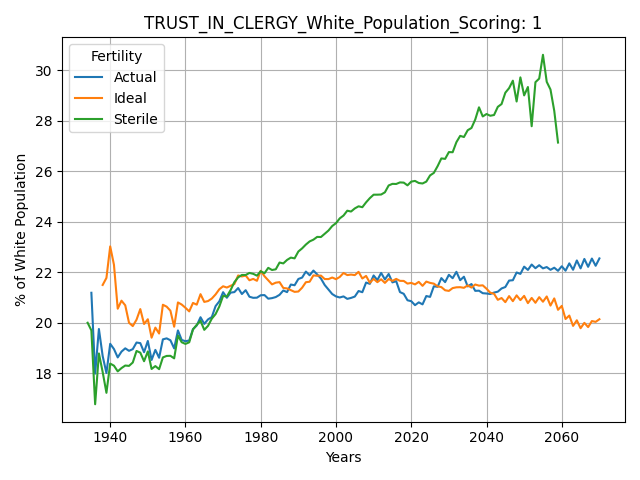 TRUST_IN_CLERGY_White_Population_Scoring: 1
Fertility
Actual
Ideal
Sterile
% of White Population
30
28
26
24
22
20
18
1940
1960
1980
2000
2020
2040
2060
Years